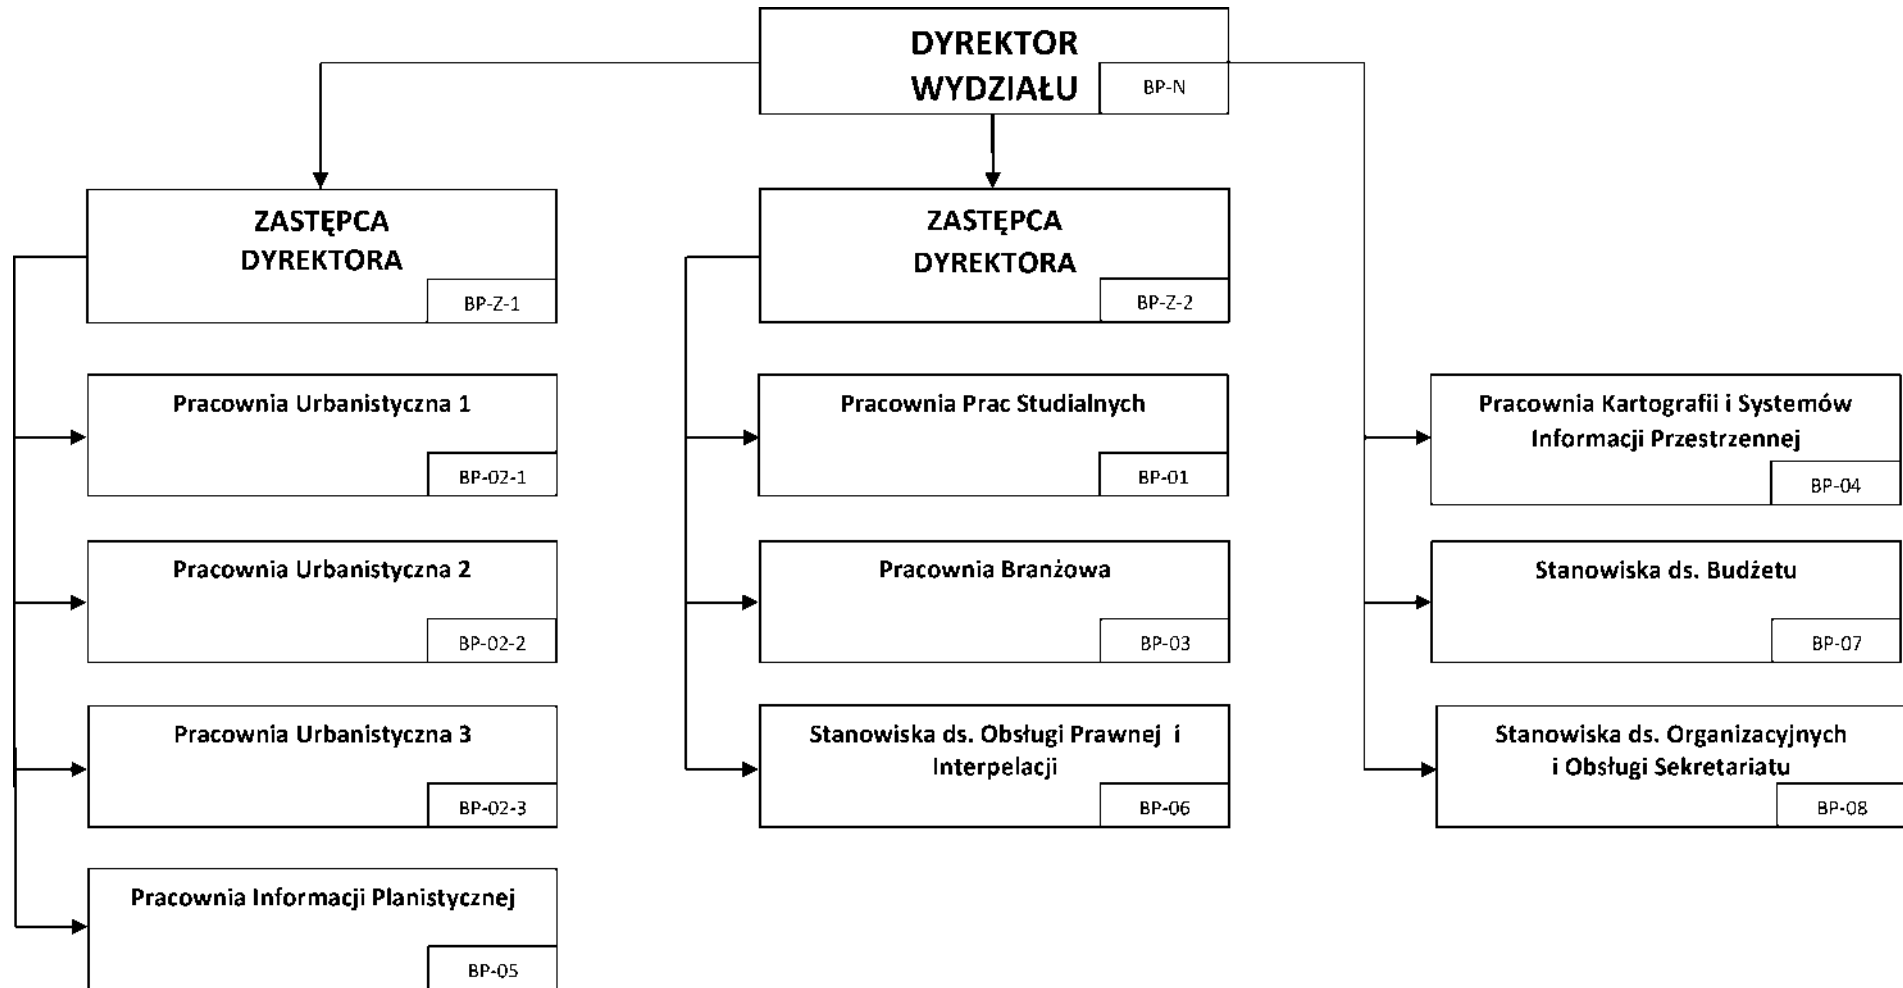 DYREKTOR
WYDZIAŁU
BP-N
ZASTĘPCA
DYREKTORA
BP-Z-1
ZASTĘPCA
DYREKTORA
BP-Z-2
Pracownia Urbanistyczna 1
BP-02-1
Pracownia Prac Studialnych
BP-01
Pracownia Kartografii i Systemów
Informacji Przestrzennej
BP-04
Pracownia Urbanistyczna 2
BP-02-2
Pracownia Branżowa
BP-03
Stanowiska ds. Budżetu
BP-07
Pracownia Urbanistyczna 3
BP-02-3
Stanowiska ds. Obsługi Prawnej i
Interpelacji
BP-06
Stanowiska ds. Organizacyjnych
i Obsługi Sekretariatu
BP-08
Pracownia Informacji Planistycznej
BP-05